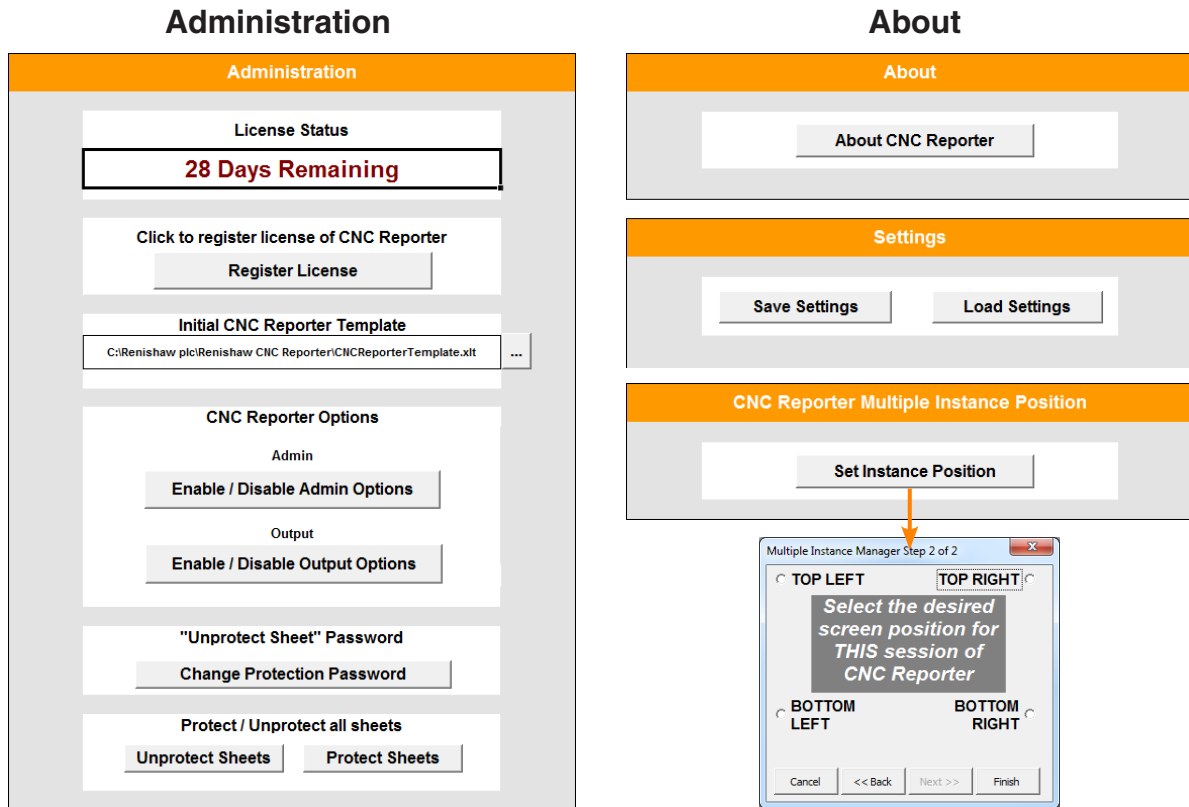 Administration
Administration
License Status
28 Days Remaining
Click to register license of CNC Reporter
Register License
Initial CNC Reporter Template
C:\Renishaw plc\Renishaw CNC Reporter\CNCReporterTemplate.xlt
...
CNC Reporter Options
Admin
Enable / Disable Admin Options
Output
Enable / Disable Output Options
"Unprotect Sheet" Password
Change Protection Password
Protect / Unprotect all sheets
Unprotect Sheets
Protect Sheets
About
About
About CNC Reporter
Settings
Save Settings
Load Settings
CNC Reporter Multiple Instance Position
Set Instance Position
Multiple Instance Manager Step 2 of 2
TOP LEFT
TOP RIGHT
Select the desired
screen position for
THIS session of
CNC Reporter
BOTTOM
LEFT
BOTTOM
RIGHT
Cancel
<< Back
Next >>
Finish